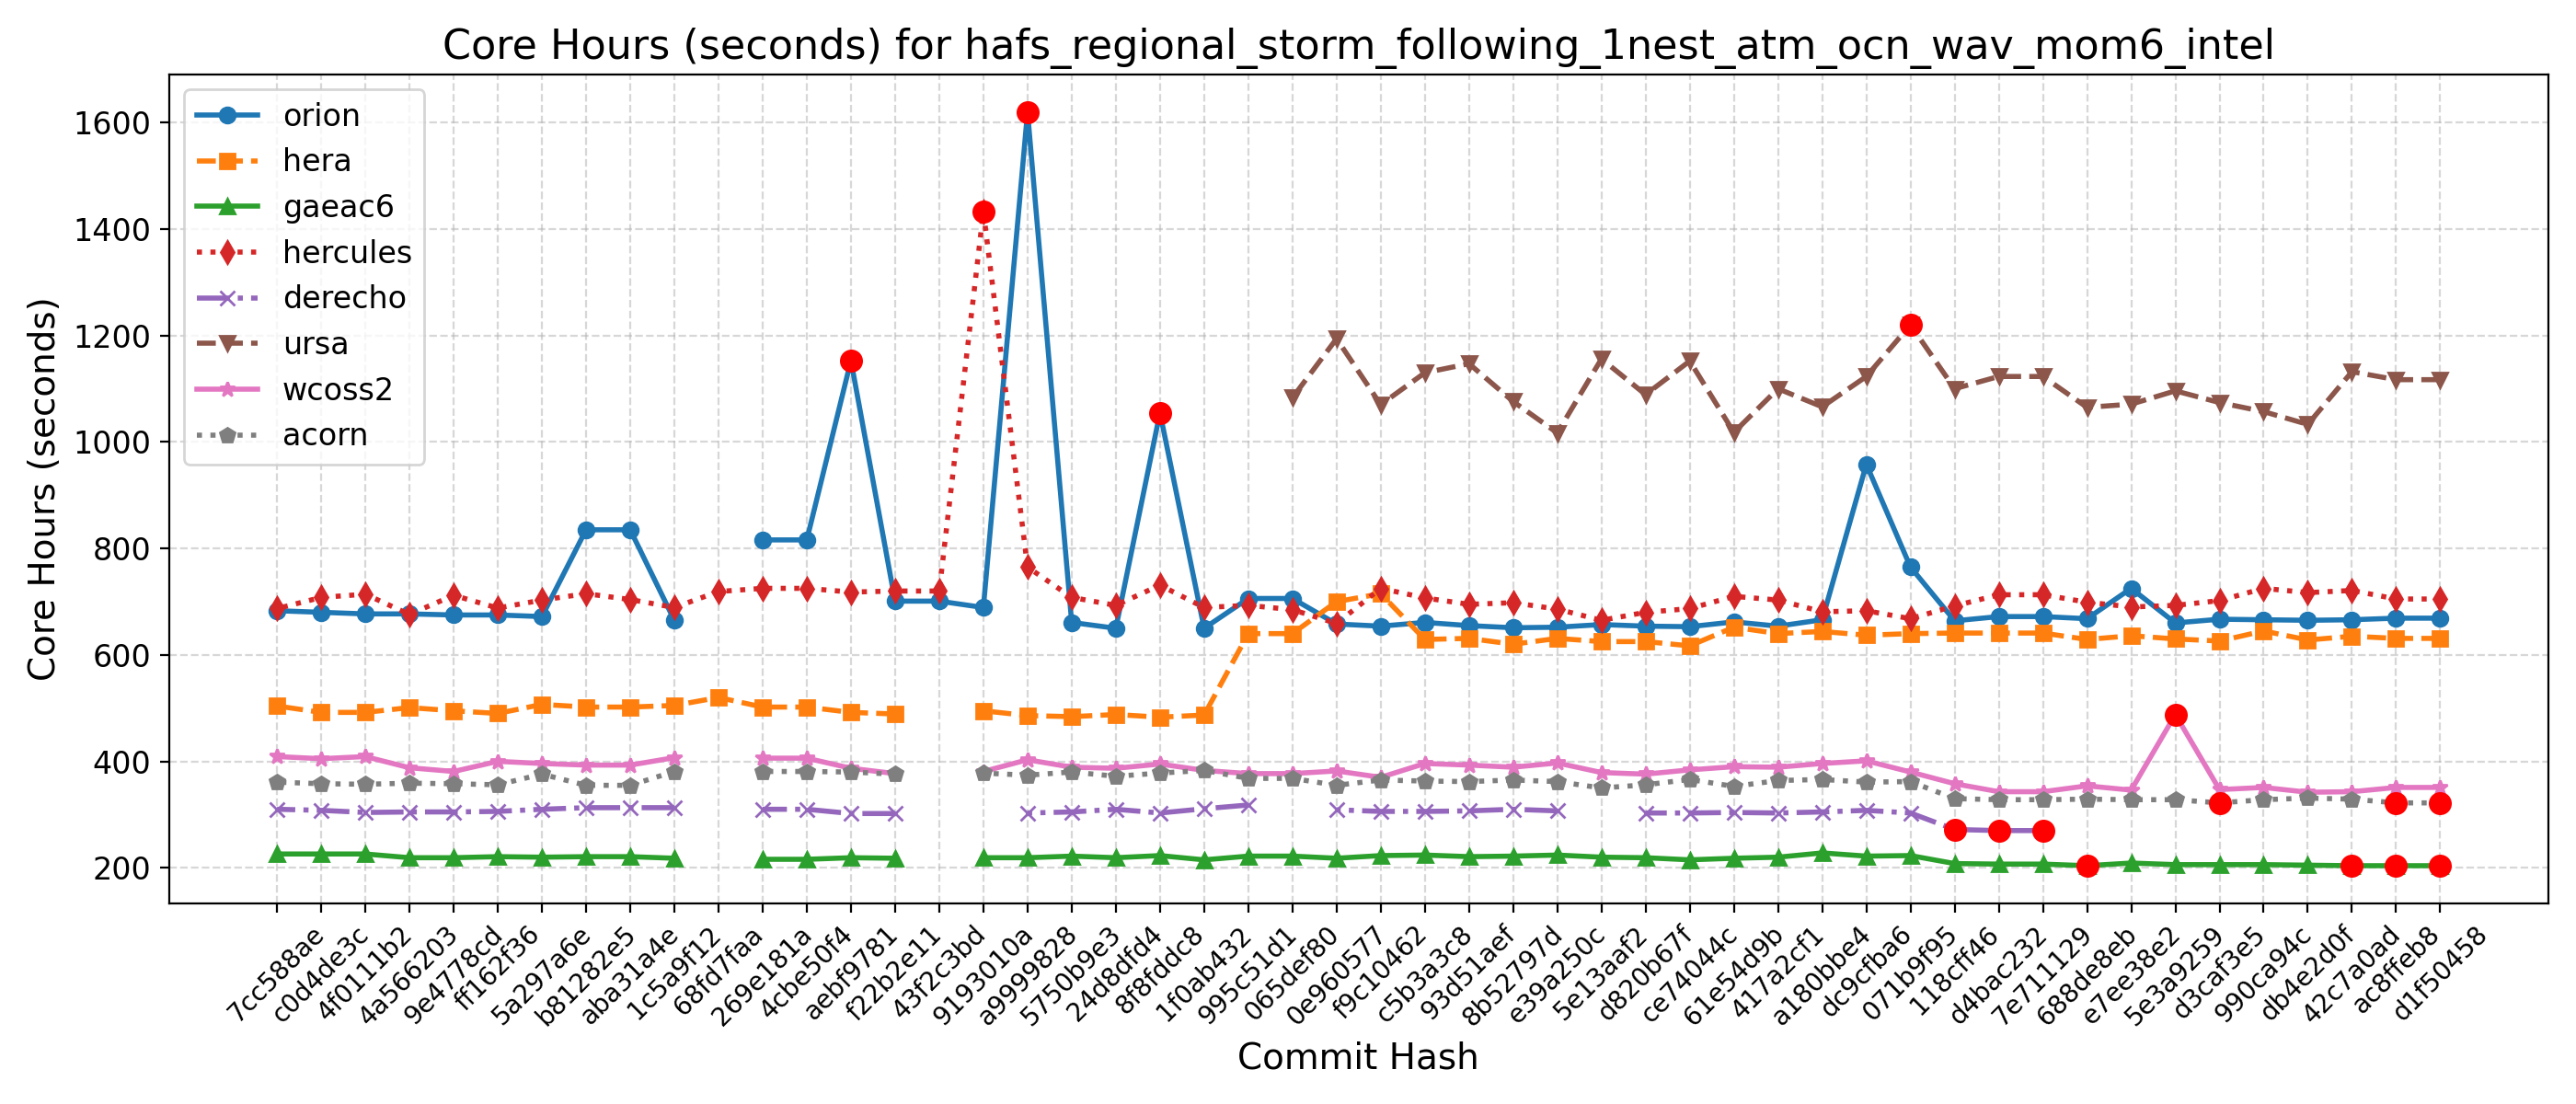 Core Hours (seconds) for hafs_regional_storm_following_1nest_atm_ocn_wav_mom6_intel
Core Hours (seconds)
1600
1400
1200
1000
800
600
400
200
orion
hera
gaeac6
hercules
derecho
ursa
wcoss2
acorn
7cc588ae
c0d4de3c
4f0111b2
4a566203
9e4778cd
ff162f36
5a297a6e
b81282e5
aba31a4e
1c5a9f12
68fd7faa
269e181a
4cbe50f4
aebf9781
f22b2e11
43f2c3bd
9193010a
a9999828
5750b9e3
24d8dfd4
8f8fddc8
1f0ab432
995c51d1
065def80
0e960577
f9c10462
c5b3a3c8
93d51aef
8b52797d
e39a250c
5e13aaf2
d820b67f
ce74044c
61e54d9b
417a2cf1
a180bbe4
dc9cfba6
071b9f95
118cff46
d4bac232
7e711129
688de8eb
e7ee38e2
5e3a9259
d3caf3e5
990ca94c
db4e2d0f
42c7a0ad
ac8ffeb8
d1f50458
Commit Hash